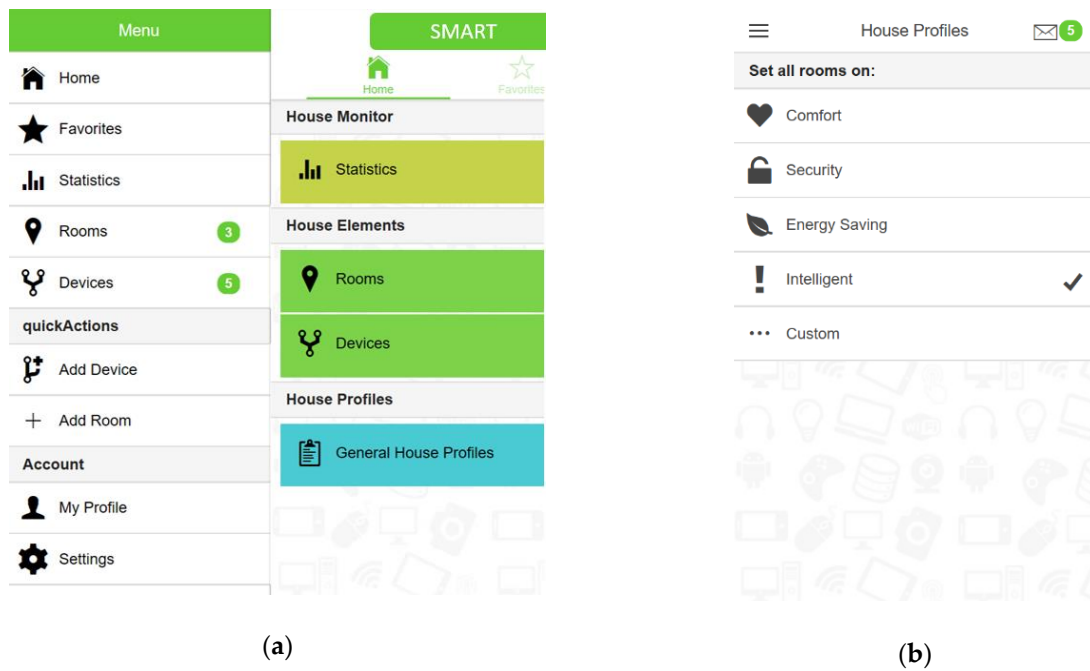 Menu
Home
Favorites
Statistics
Rooms 3
Devices 5
quickActions
Add Device
Add Room
Account
My Profile
Settings
SMART
Home Favorites
House Monitor
Statistics
House Elements
Rooms
Devices
House Profiles
General House Profiles
(a)
House Profiles 5
Set all rooms on:
Comfort
Security
Energy Saving
Intelligent
Custom
(b)